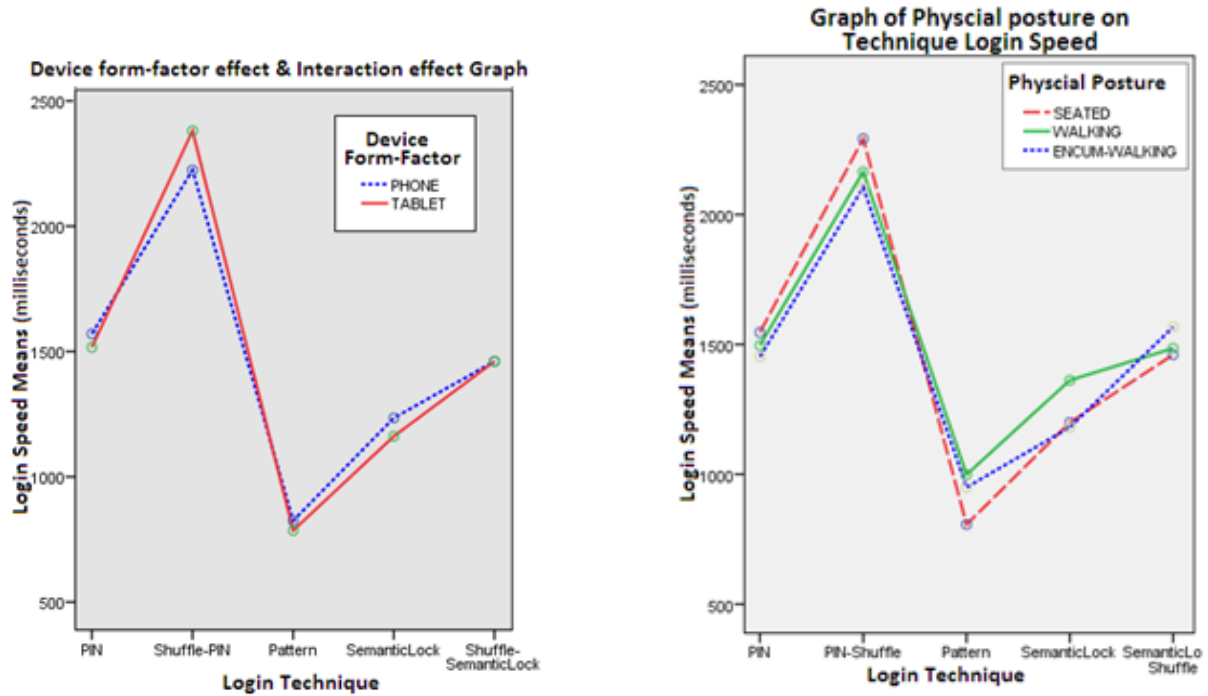 Device form-factor effect & Interaction effect Graph
2500
2000
1500
1000
500
Login Speed Means (milliseconds)
Device
Form-Factor
PHONE
TABLET
PIN
Shuffle-PIN
Pattern
SemanticLock
Shuffle-
SemanticLock
Login Technique
Graph of Physcial posture on
Technique Login Speed
2500
2000
1500
1000
500
Login Speed Means (milliseconds)
Physcial Posture
SEATED
WALKING
ENCUM-WALKING
PIN
PIN-Shuffle
Pattern
SemanticLock
SemanticLo
Shuffle
Login Technique